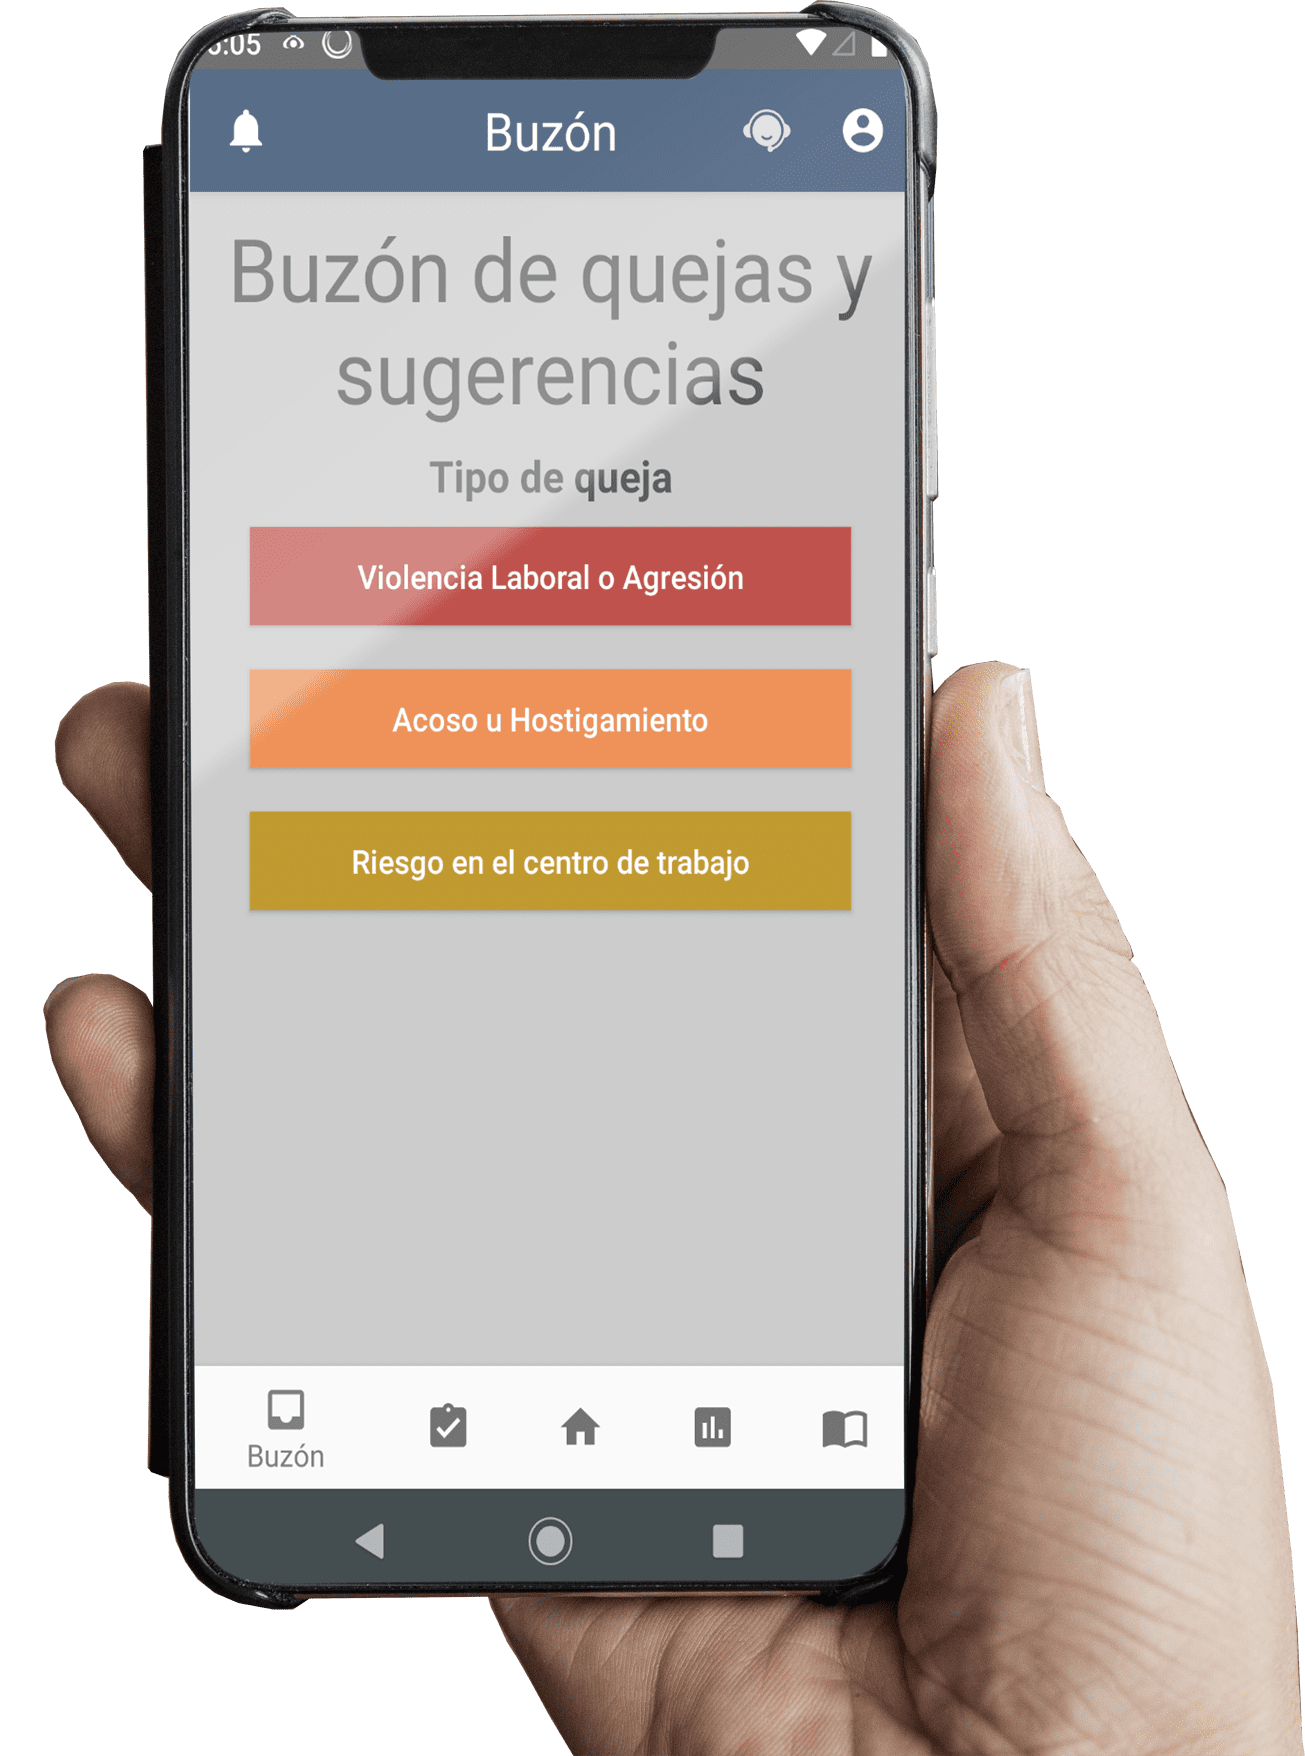 :05
Buzón
Buzón de quejas y
sugerencias
Tipo de queja
Violencia Laboral o Agresión
Acoso u Hostigamiento
Riesgo en el centro de trabajo
Buzón